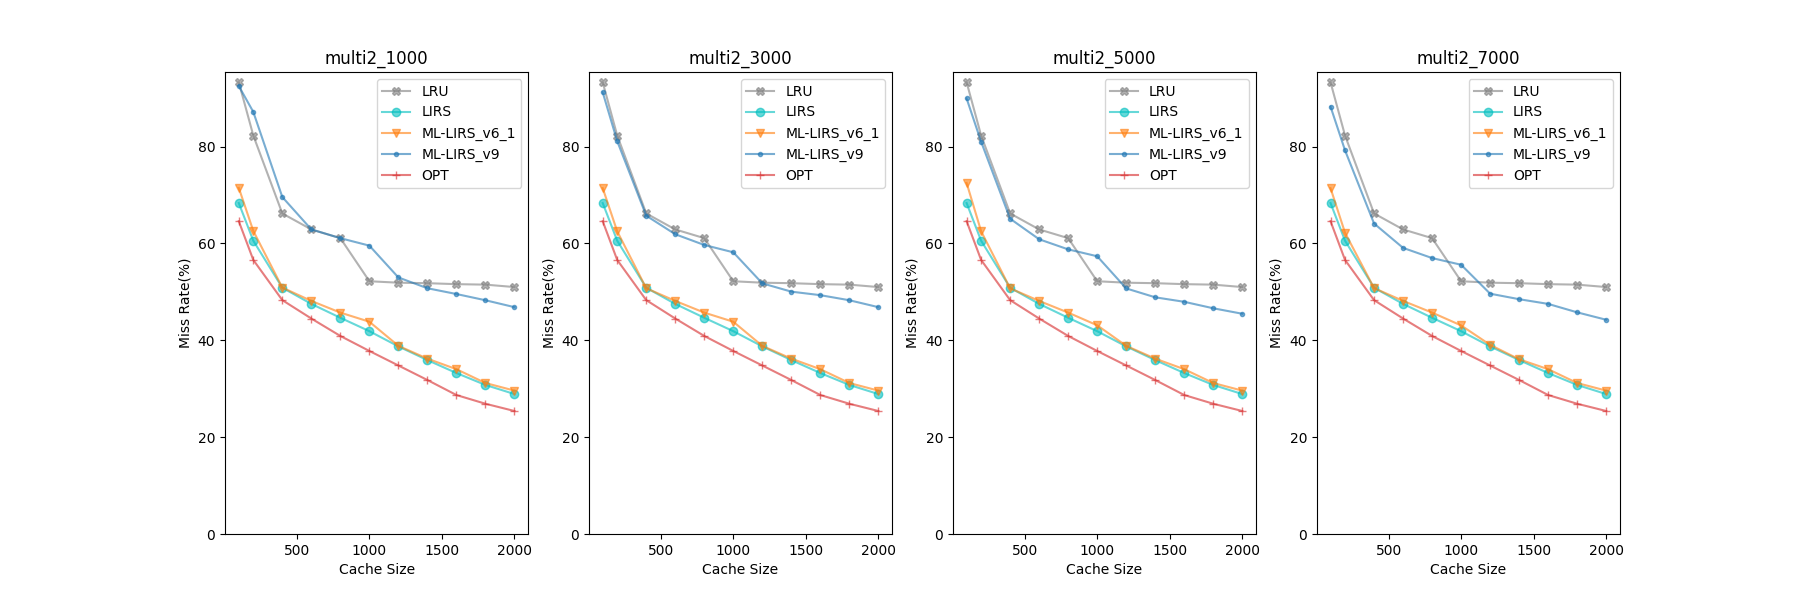 multi2_1000
LRU
LIRS
ML-LIRS_v6_1
ML-LIRS_v9
OPT
Miss Rate(%)
80
60
40
20
0
500 1000 1500 2000
Cache Size
multi2_3000
LRU
LIRS
ML-LIRS_v6_1
ML-LIRS_v9
OPT
Miss Rate(%)
80
60
40
20
0
500 1000 1500 2000
Cache Size
multi2_5000
LRU
LIRS
ML-LIRS_v6_1
ML-LIRS_v9
OPT
Miss Rate(%)
80
60
40
20
0
500 1000 1500 2000
Cache Size
multi2_7000
LRU
LIRS
ML-LIRS_v6_1
ML-LIRS_v9
OPT
Miss Rate(%)
80
60
40
20
0
500 1000 1500 2000
Cache Size